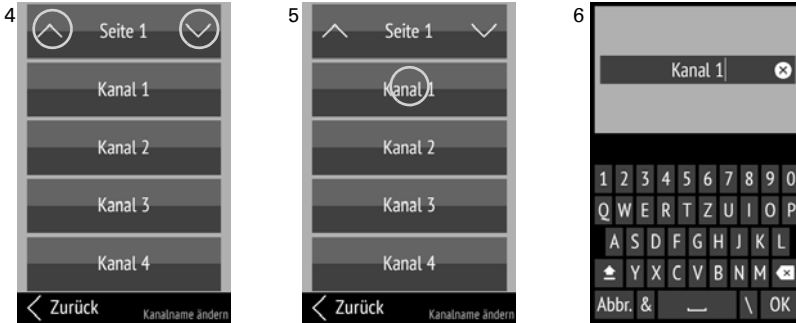 4
Seite 1
Kanal 1
Kanal 2
Kanal 3
Kanal 4
Zurück Kanalname ändern
5
Seite 1
Kanal 1
Kanal 2
Kanal 3
Kanal 4
Zurück Kanalname ändern
6
Kanal 1
1 2 3 4 5 6 7 8 9 0
Q W E R T Z U I O P
A S D F G H J K L
Y X C V B N M
Abbr. & \ OK